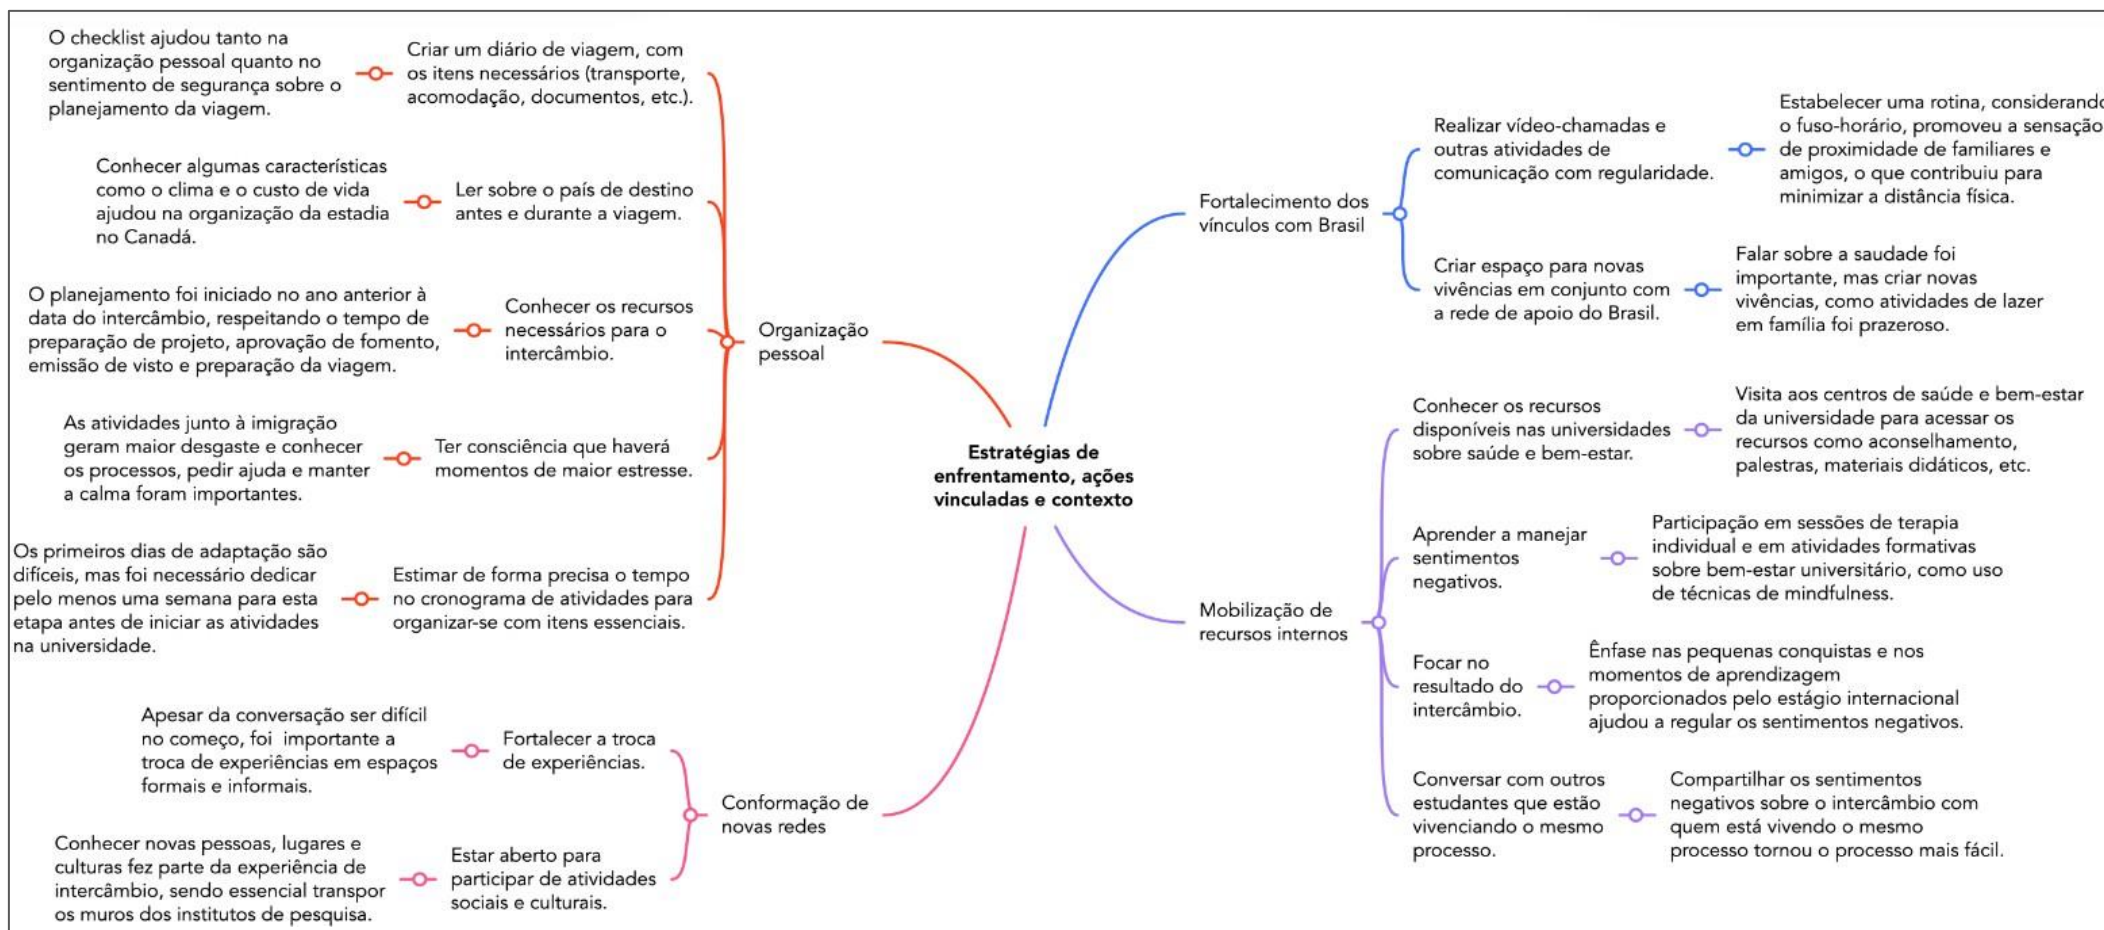 O checklist ajudou tanto na
organização pessoal quanto no
sentimento de segurança sobre o
planejamento da viagem.
Criar um diário de viagem, com
os itens necessários (transporte,
acomodação, documentos, etc.).
Conhecer algumas características
como o clima e o custo de vida
ajudou na organização da estadia
no Canadá.
Ler sobre o país de destino
antes e durante a viagem.
O planejamento foi iniciado no ano anterior à
data do intercâmbio, respeitando o tempo de
preparação de projeto, aprovação de fomento,
emissão de visto e preparação da viagem.
Conhecer os recursos
necessários para o
intercâmbio.
As atividades junto à imigração
geram maior desgaste e conhecer
os processos, pedir ajuda e manter
a calma foram importantes.
Ter consciência que haverá
momentos de maior estresse.
Os primeiros dias de adaptação são
difíceis, mas foi necessário dedicar
pelo menos uma semana para esta
etapa antes de iniciar as atividades
na universidade.
Estimar de forma precisa o tempo
no cronograma de atividades para
organizar-se com itens essenciais.
Organização
pessoal
Apesar da conversação ser difícil
no começo, foi importante a
troca de experiências em espaços
formais e informais.
Fortalecer a troca
de experiências.
Conhecer novas pessoas, lugares e
culturas fez parte da experiência de
intercâmbio, sendo essencial transpor
os muros dos institutos de pesquisa.
Estar aberto para
participar de atividades
sociais e culturais.
Conformação de
novas redes
Estratégias de
enfrentamento, ações
vinculadas e contexto
Fortalecimento dos
vínculos com Brasil
Realizar vídeo-chamadas e
outras atividades de
comunicação com regularidade.
Estabelecer uma rotina, considerando
o fuso-horário, promoveu a sensação
de proximidade de familiares e
amigos, o que contribuiu para
minimizar a distância física.
Criar espaço para novas
vivências em conjunto com
a rede de apoio do Brasil.
Falar sobre a saudade foi
importante, mas criar novas
vivências, como atividades de lazer
em família foi prazeroso.
Mobilização de
recursos internos
Conhecer os recursos
disponíveis nas universidades
sobre saúde e bem-estar.
Visita aos centros de saúde e bem-estar
da universidade para acessar os
recursos como aconselhamento,
palestras, materiais didáticos, etc.
Aprender a manejar
sentimentos
negativos.
Participação em sessões de terapia
individual e em atividades formativas
sobre bem-estar universitário, como uso
de técnicas de mindfulness.
Focar no
resultado do
intercâmbio.
Ênfase nas pequenas conquistas e nos
momentos de aprendizagem
proporcionados pelo estágio internacional
ajudou a regular os sentimentos negativos.
Conversar com outros
estudantes que estão
vivenciando o mesmo
processo.
Compartilhar os sentimentos
negativos sobre o intercâmbio com
quem está vivendo o mesmo
processo tornou o processo mais fácil.